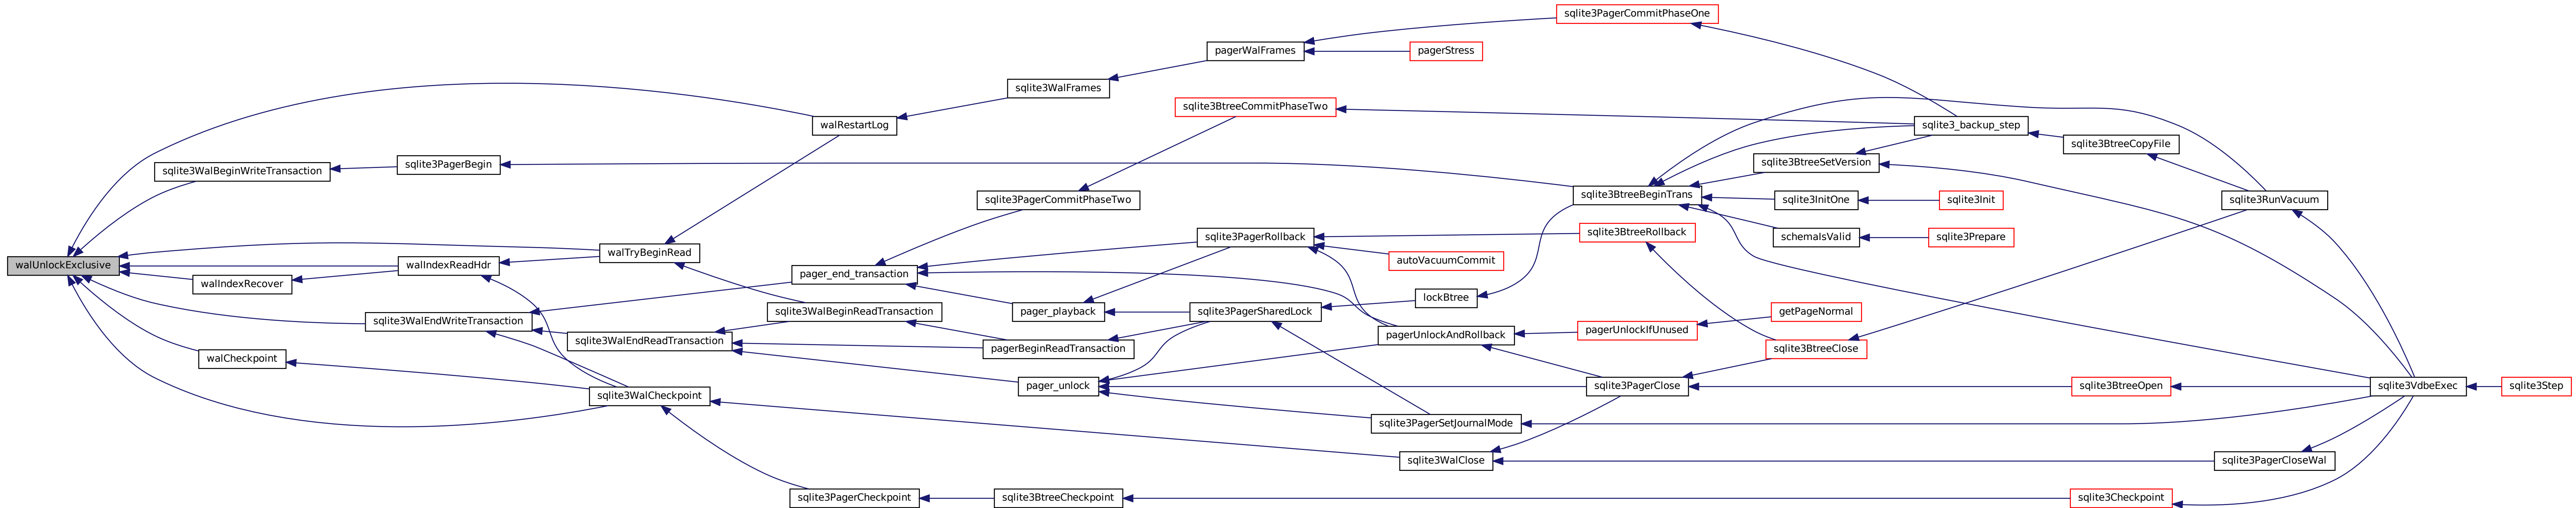 sqlite3PagerCommitPhaseOne
pagerWalFrames
pagerStress
sqlite3WalFrames
sqlite3BtreeCommitPhaseTwo
walRestartLog
sqlite3_backup_step
sqlite3BtreeCopyFile
sqlite3WalBeginWriteTransaction
sqlite3PagerBegin
sqlite3BtreeSetVersion
sqlite3PagerCommitPhaseTwo
sqlite3BtreeBeginTrans
sqlite3InitOne
sqlite3Init
sqlite3RunVacuum
sqlite3PagerRollback
sqlite3BtreeRollback
schemaIsValid
sqlite3Prepare
walTryBeginRead
autoVacuumCommit
walUnlockExclusive
walIndexReadHdr
pager_end_transaction
walIndexRecover
lockBtree
sqlite3WalBeginReadTransaction
pager_playback
sqlite3PagerSharedLock
getPageNormal
sqlite3WalEndWriteTransaction
pagerUnlockIfUnused
sqlite3WalEndReadTransaction
pagerBeginReadTransaction
pagerUnlockAndRollback
sqlite3BtreeClose
walCheckpoint
pager_unlock
sqlite3PagerClose
sqlite3BtreeOpen
sqlite3VdbeExec
sqlite3Step
sqlite3WalCheckpoint
sqlite3PagerSetJournalMode
sqlite3WalClose
sqlite3PagerCloseWal
sqlite3PagerCheckpoint
sqlite3BtreeCheckpoint
sqlite3Checkpoint